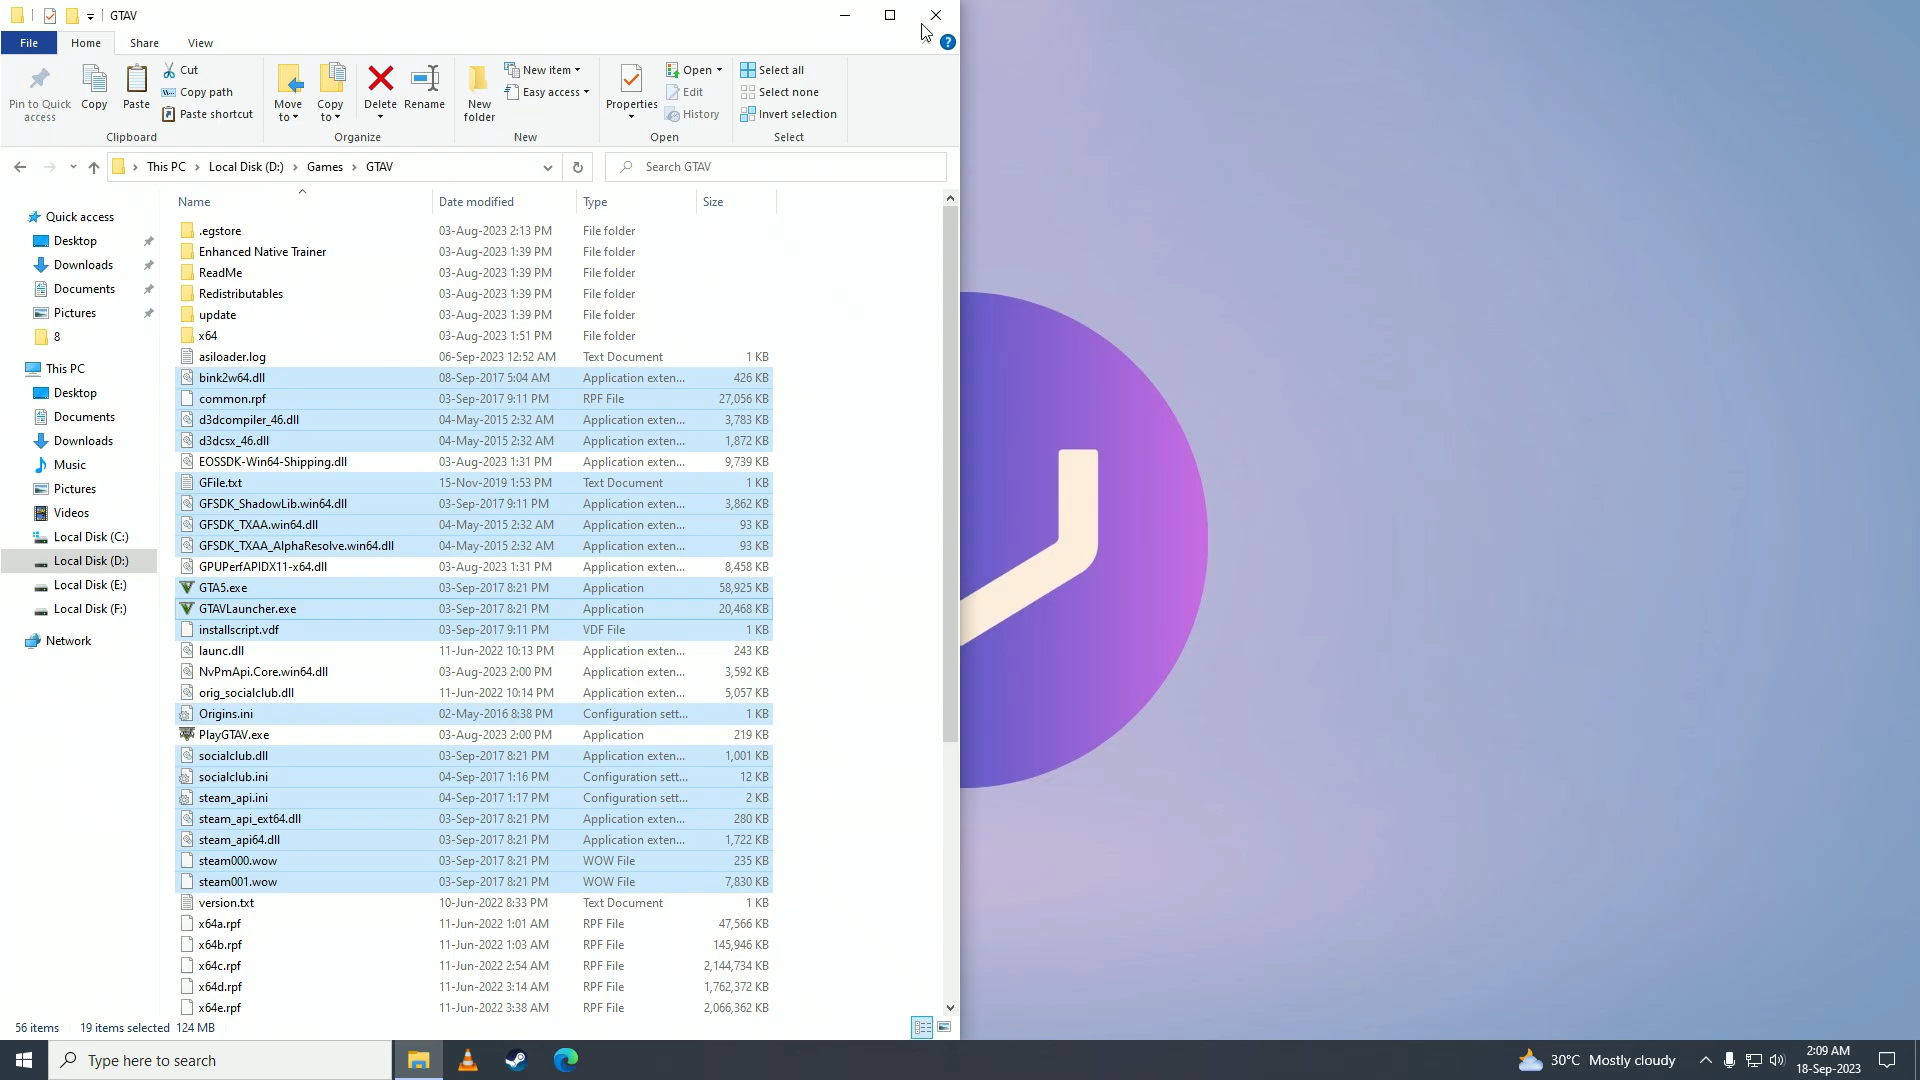 GTAV
File Home Share View
Pin to Quick access
Copy
Paste
Cut
Copy path
Paste shortcut
Clipboard
Move to
Copy to
Delete
Rename
Organize
New folder
New item
Easy access
New
Properties
Open
Edit
History
Open
Select all
Select none
Invert selection
Select
This PC › Local Disk (D:) › Games › GTAV
Search GTAV
Name Date modified Type Size
Quick access
Desktop
Downloads
Documents
Pictures
8
This PC
Desktop
Documents
Downloads
Music
Pictures
Videos
Local Disk (C:)
Local Disk (D:)
Local Disk (E:)
Local Disk (F:)
Network
.egstore 03-Aug-2023 2:13 PM File folder
Enhanced Native Trainer 03-Aug-2023 1:39 PM File folder
ReadMe 03-Aug-2023 1:39 PM File folder
Redistributables 03-Aug-2023 1:39 PM File folder
update 03-Aug-2023 1:39 PM File folder
x64 03-Aug-2023 1:51 PM File folder
asiloader.log 06-Sep-2023 12:52 AM Text Document 1 KB
bink2w64.dll 08-Sep-2017 5:04 AM Application exten... 426 KB
common.rpf 03-Sep-2017 9:11 PM RPF File 27,056 KB
d3dcompiler_46.dll 04-May-2015 2:32 AM Application exten... 3,783 KB
d3dcsx_46.dll 04-May-2015 2:32 AM Application exten... 1,872 KB
EOSSDK-Win64-Shipping.dll 03-Aug-2023 1:31 PM Application exten... 9,739 KB
GFile.txt 15-Nov-2019 1:53 PM Text Document 1 KB
GFSDK_ShadowLib.win64.dll 03-Sep-2017 9:11 PM Application exten... 3,862 KB
GFSDK_TXAA.win64.dll 04-May-2015 2:32 AM Application exten... 93 KB
GFSDK_TXAA_AlphaResolve.win64.dll 04-May-2015 2:32 AM Application exten... 93 KB
GPUPerfAPIDX11-x64.dll 03-Aug-2023 1:31 PM Application exten... 8,458 KB
GTA5.exe 03-Sep-2017 8:21 PM Application 58,925 KB
GTAVLauncher.exe 03-Sep-2017 8:21 PM Application 20,468 KB
installscript.vdf 03-Sep-2017 9:11 PM VDF File 1 KB
launc.dll 11-Jun-2022 10:13 PM Application exten... 243 KB
NvPmApi.Core.win64.dll 03-Aug-2023 2:00 PM Application exten... 3,592 KB
orig_socialclub.dll 11-Jun-2022 10:14 PM Application exten... 5,057 KB
Origins.ini 02-May-2016 8:38 PM Configuration sett... 1 KB
PlayGTAV.exe 03-Aug-2023 2:00 PM Application 219 KB
socialclub.dll 03-Sep-2017 8:21 PM Application exten... 1,001 KB
socialclub.ini 04-Sep-2017 1:16 PM Configuration sett... 12 KB
steam_api.ini 04-Sep-2017 1:17 PM Configuration sett... 2 KB
steam_api_ext64.dll 03-Sep-2017 8:21 PM Application exten... 280 KB
steam_api64.dll 03-Sep-2017 8:21 PM Application exten... 1,722 KB
steam000.wow 03-Sep-2017 8:21 PM WOW File 235 KB
steam001.wow 03-Sep-2017 8:21 PM WOW File 7,830 KB
version.txt 10-Jun-2022 8:33 PM Text Document 1 KB
x64a.rpf 11-Jun-2022 1:01 AM RPF File 47,566 KB
x64b.rpf 11-Jun-2022 1:03 AM RPF File 145,946 KB
x64c.rpf 11-Jun-2022 2:54 AM RPF File 2,144,734 KB
x64d.rpf 11-Jun-2022 3:14 AM RPF File 1,762,372 KB
x64e.rpf 11-Jun-2022 3:38 AM RPF File 2,066,362 KB
56 items 19 items selected 124 MB
Type here to search
30°C Mostly cloudy
2:09 AM
18-Sep-2023